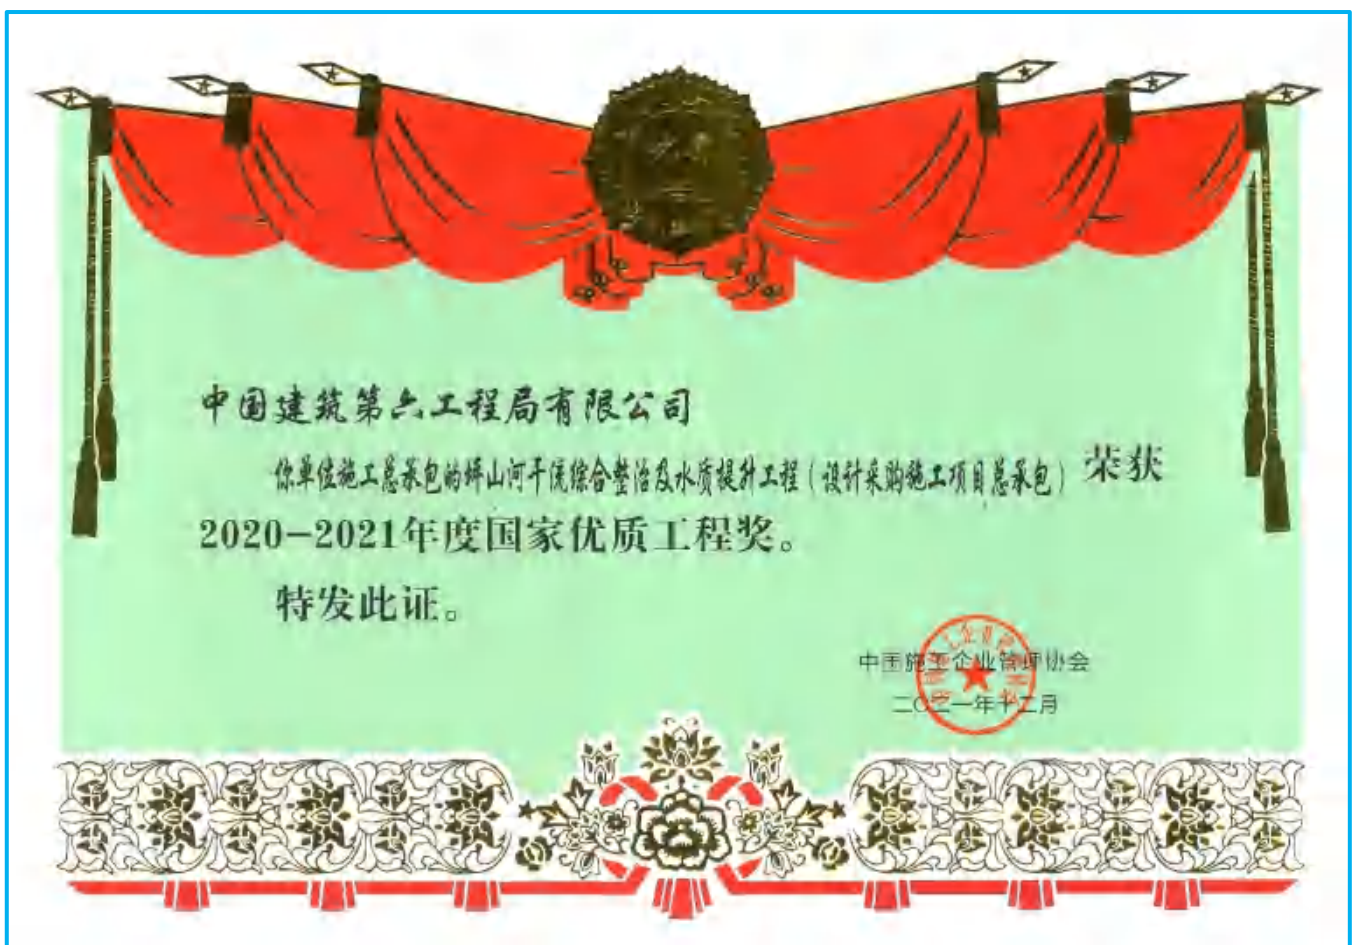 中国建筑第六工程局有限公司
你单位施工总承包的坪山河干流综合整治及水质提升工程（设计采购施工项目总承包）荣获
2020-2021年度国家优质工程奖。
特发此证。
中国施工企业管理协会
二〇二一年十二月